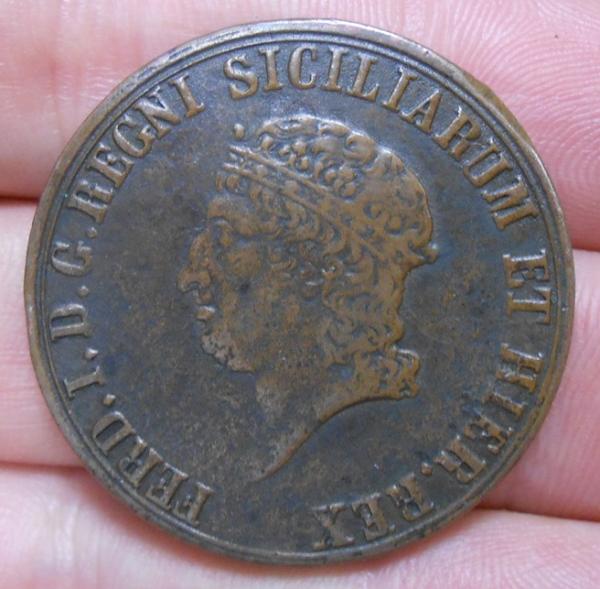 FERD. I. D. G. REGNI SICILIARUM ET HIER. REX